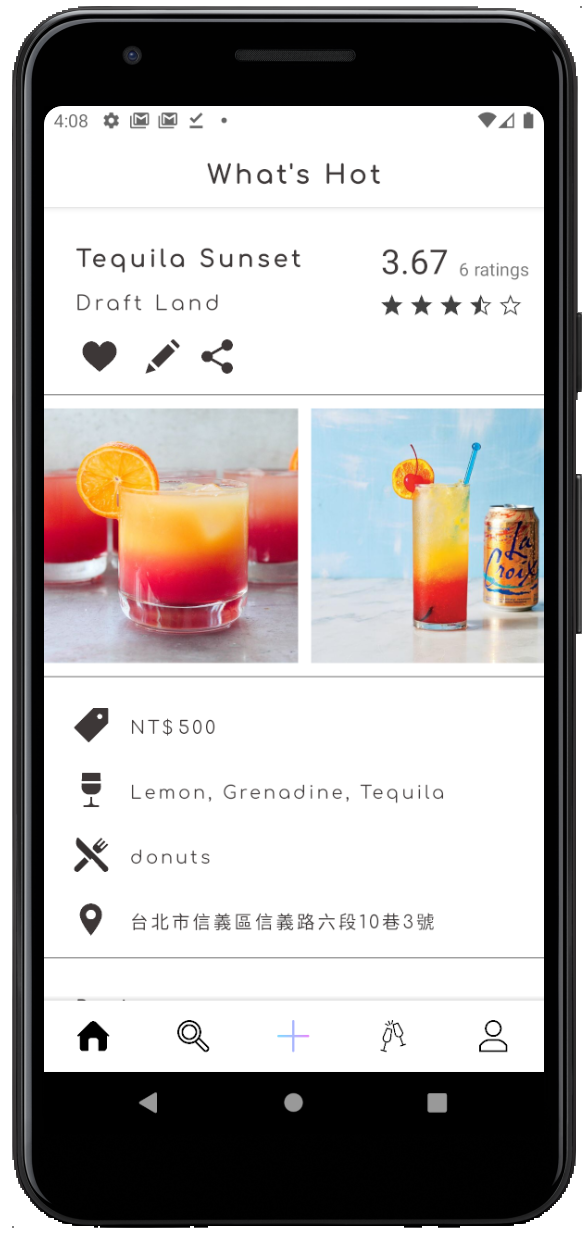 4:08
What's Hot
Tequila Sunset
3.67 6 ratings
Draft Land
La
Croix
NT$500
Lemon, Grenadine, Tequila
donuts
台北市信義區信義路六段10巷3號